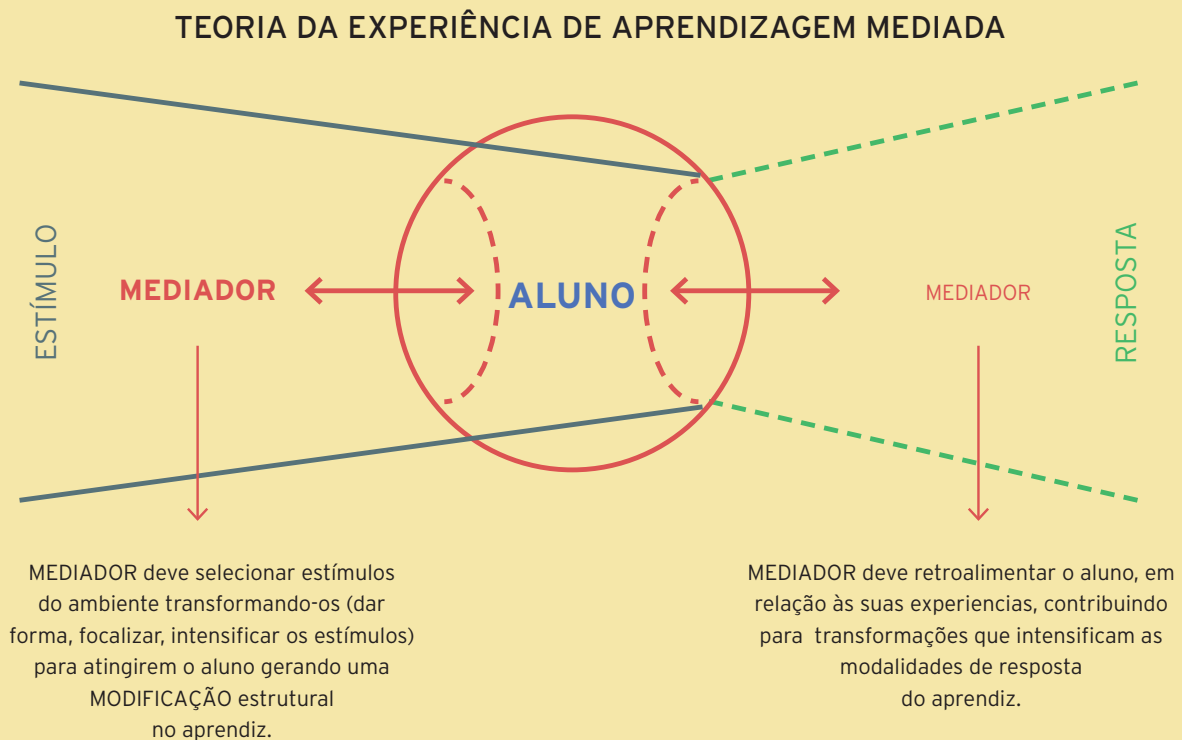 TEORIA DA EXPERIÊNCIA DE APRENDIZAGEM MEDIADA
ESTÍMULO
MEDIADOR
ALUNO
MEDIADOR
RESPOSTA
MEDIADOR deve selecionar estímulos
do ambiente transformando-os (dar
forma, focalizar, intensificar os estímulos)
para atingirem o aluno gerando uma
MODIFICAÇÃO estrutural
no aprendiz.
MEDIADOR deve retroalimentar o aluno, em
relação às suas experiencias, contribuindo
para transformações que intensificam as
modalidades de resposta
do aprendiz.